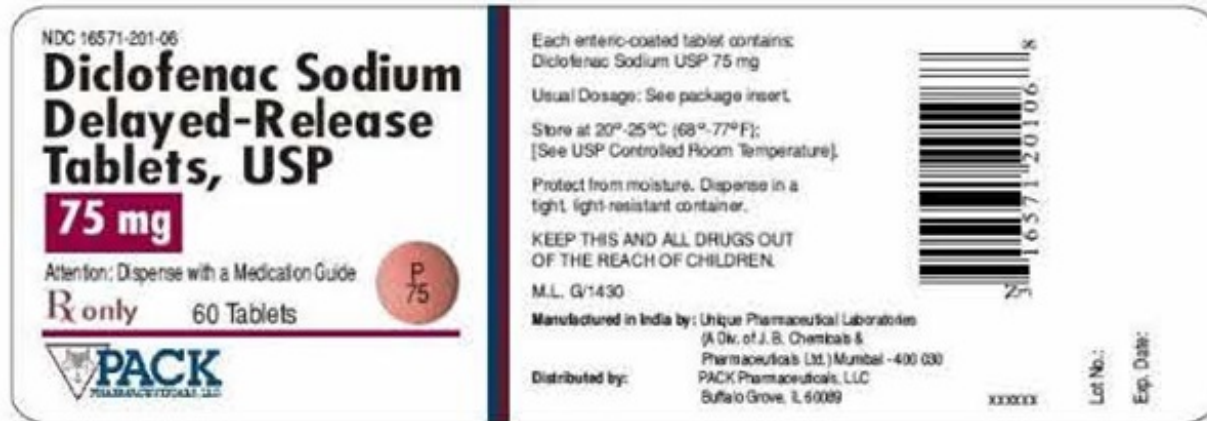 NDC 16571-201-06
Diclofenac Sodium
Delayed-Release
Tablets, USP
75 mg
Attention: Dispense with a Medication Guide
Rx only
60 Tablets
P
75
PACK
PHARMACEUTICALS, LLC
Each enteric-coated tablet contains:
Diclofenac Sodium USP 75 mg
Usual Dosage: See package insert.
Store at 20°-25°C (68°-77°F);
[See USP Controlled Room Temperature].
Protect from moisture. Dispense in a
tight, light-resistant container.
KEEP THIS AND ALL DRUGS OUT
OF THE REACH OF CHILDREN.
M.L. G/1430
Manufactured in India by: Unique Pharmaceutical Laboratories
(A Div. of J. B. Chemicals &
Pharmaceuticals Ltd.) Mumbai - 400 030
Distributed by: PACK Pharmaceuticals, LLC
Buffalo Grove, IL 60089
XXXXXX
16571 20106 8
Lot No.:
Exp. Date: